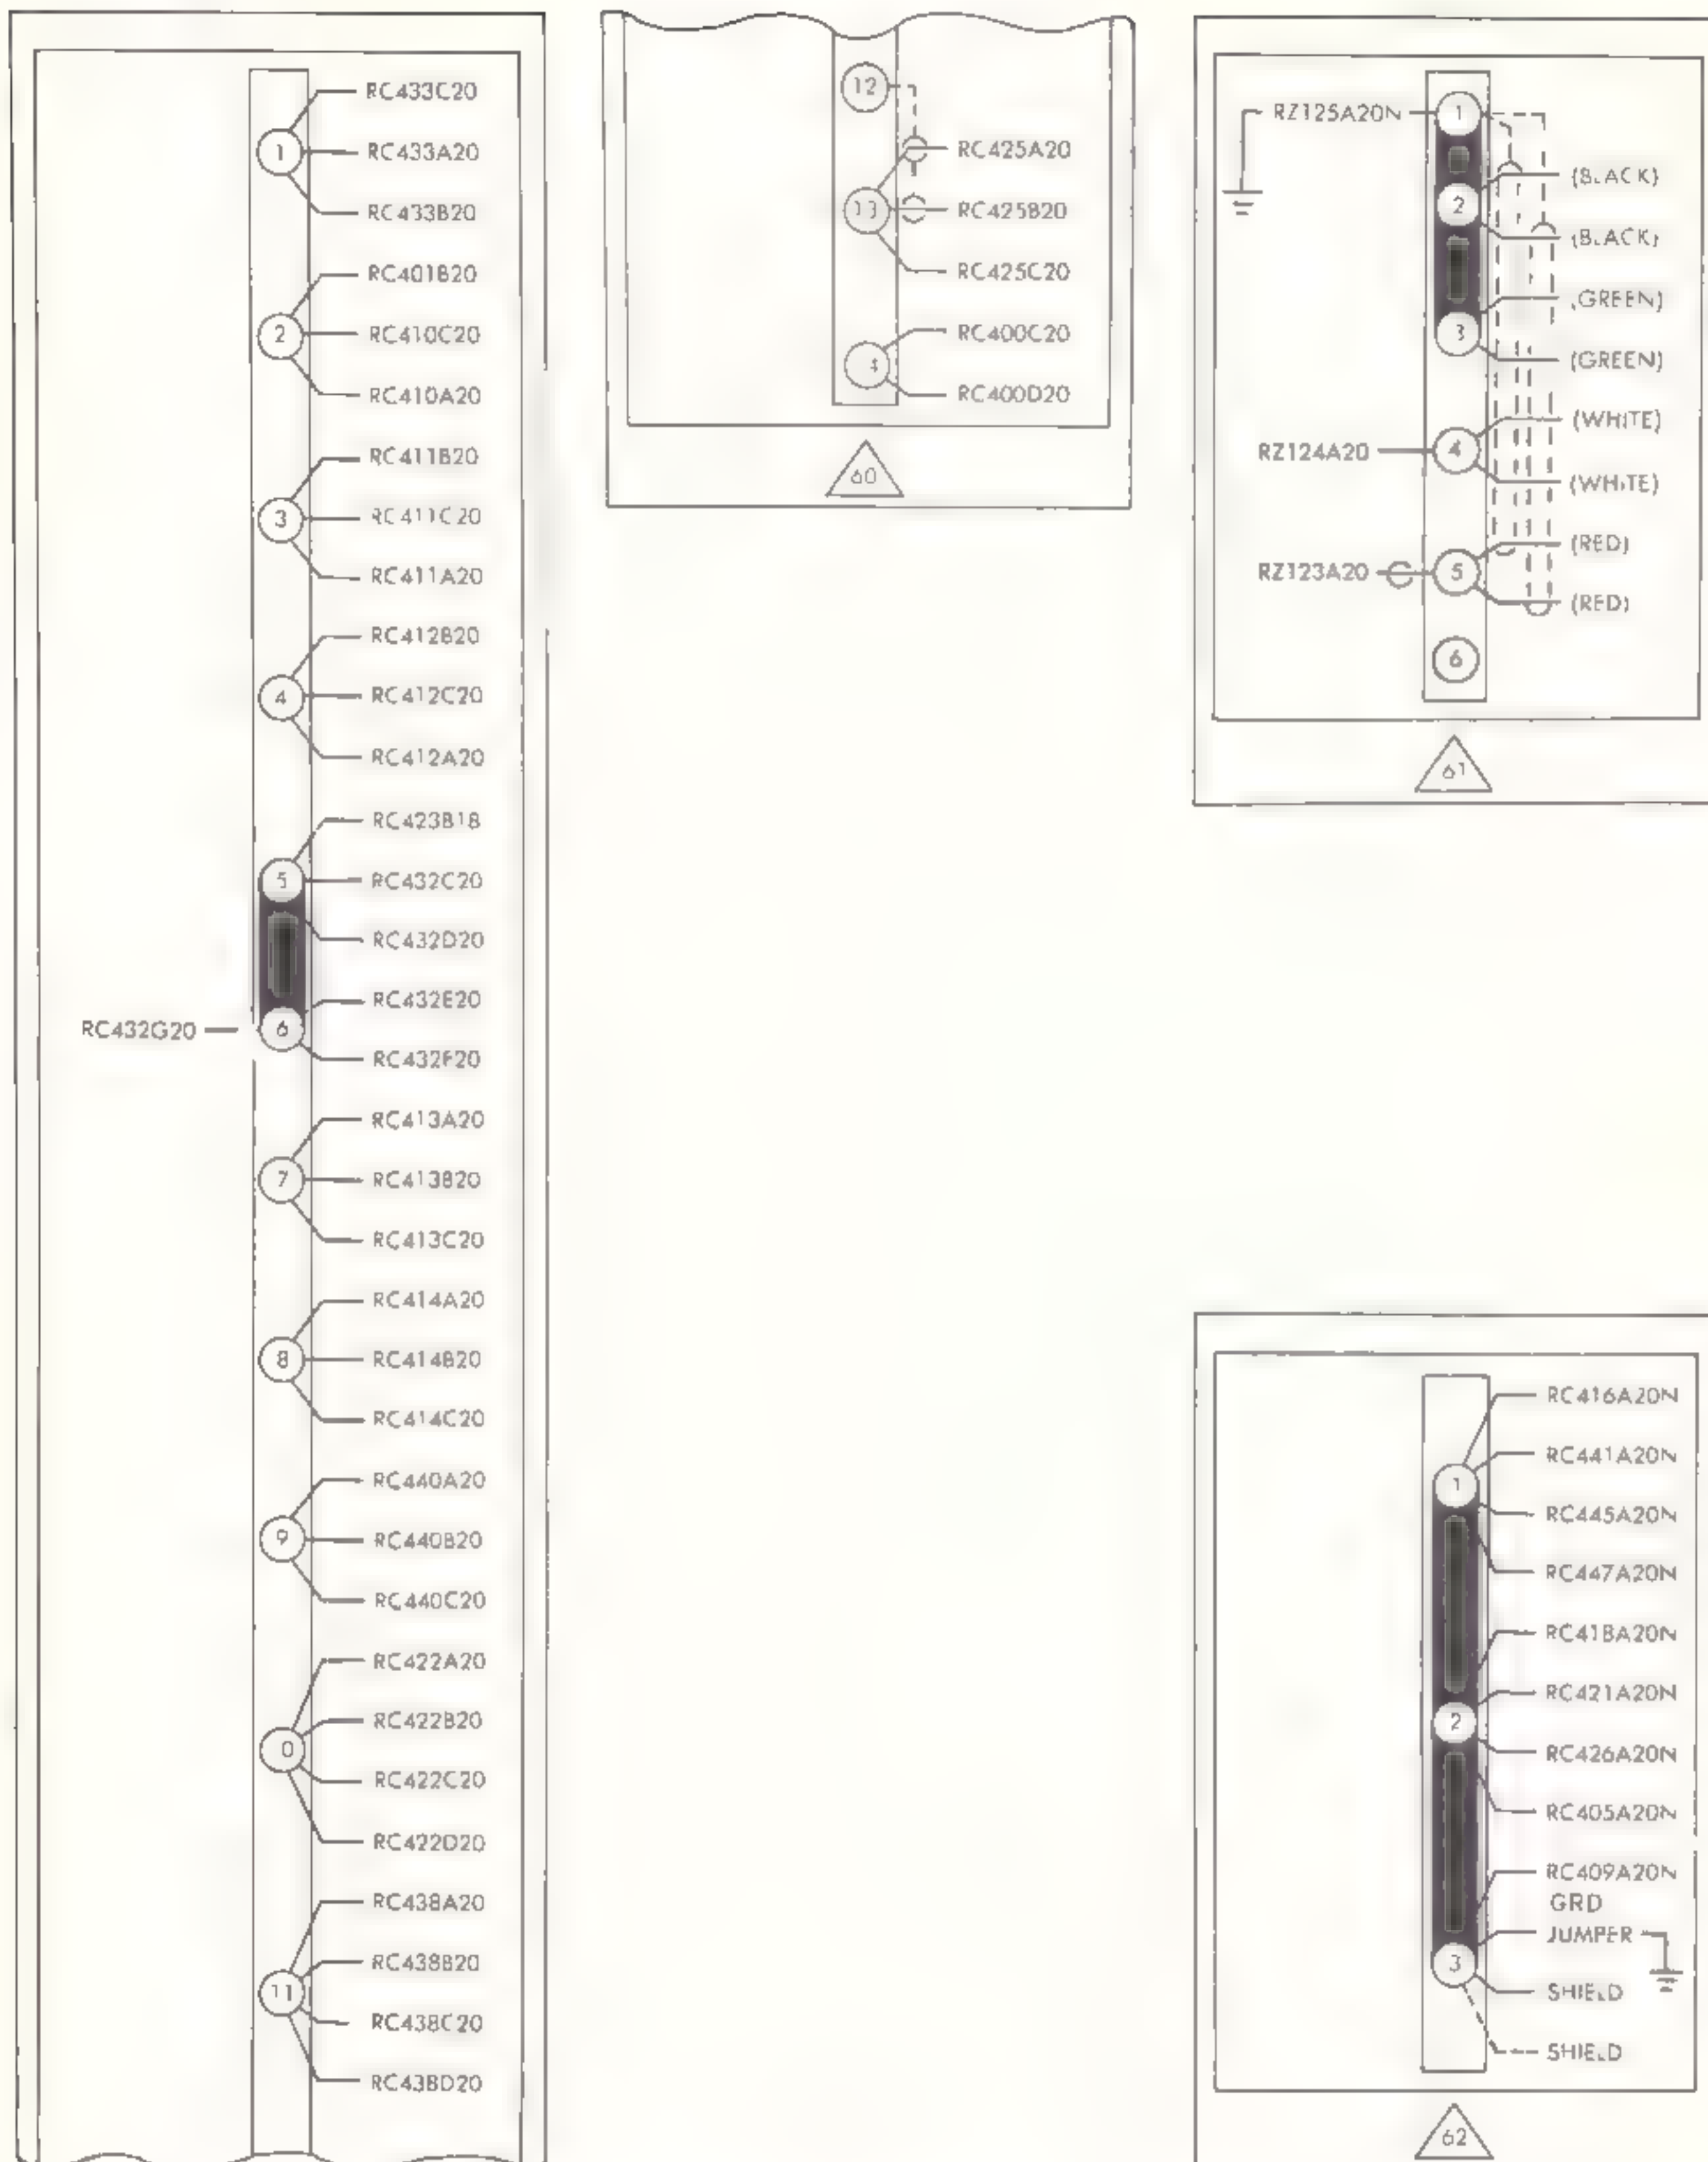 RC433C20
1
RC433A20
RC433B20
RC401B20
2
RC410C20
RC410A20
RC411B20
3
RC411C20
RC411A20
RC412B20
4
RC412C20
RC412A20
RC423B18
5
RC432C20
RC432D20
RC432E20
RC432G20
6
RC432F20
RC413A20
7
RC413B20
RC413C20
RC414A20
8
RC414B20
RC414C20
RC440A20
9
RC440B20
RC440C20
RC422A20
RC422B20
0
RC422C20
RC422D20
RC438A20
RC438B20
11
RC438C20
RC438D20
12
RC425A20
13
RC425B20
RC425C20
RC400C20
4
RC400D20
60
RZ125A20N
1
(BLACK)
2
(BLACK)
(GREEN)
3
(GREEN)
(WHITE)
RZ124A20
4
(WHITE)
(RED)
RZ123A20
5
(RED)
6
61
RC416A20N
RC441A20N
1
RC445A20N
RC447A20N
RC418A20N
RC421A20N
2
RC426A20N
RC405A20N
RC409A20N
GRD
JUMPER
3
SHIELD
SHIELD
62